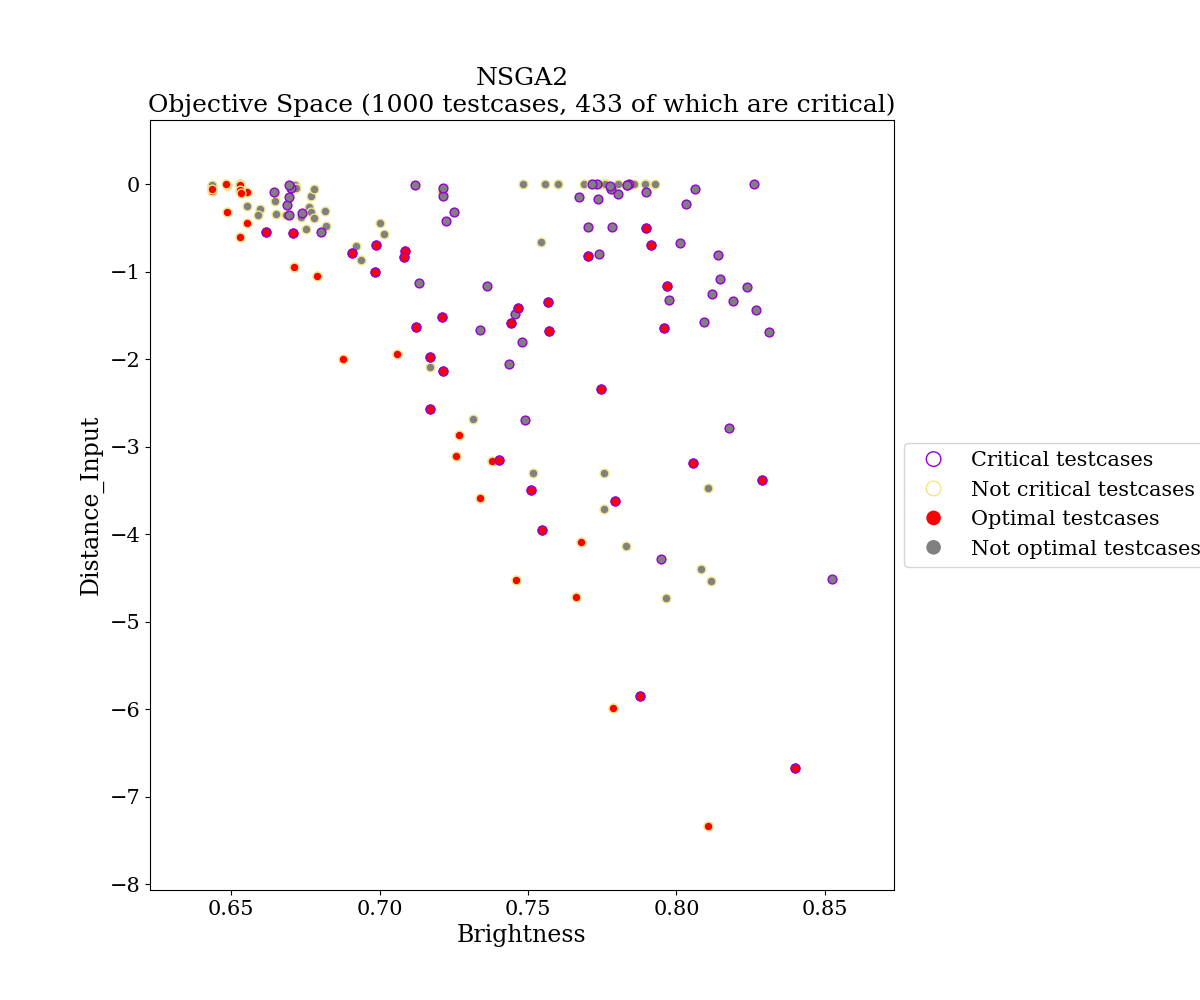 NSGA2
Objective Space (1000 testcases, 433 of which are critical)
0
−1
−2
−3
−4
−5
−6
−7
−8
Distance_Input
0.65 0.70 0.75 0.80 0.85
Brightness
Critical testcases
Not critical testcases
Optimal testcases
Not optimal testcases